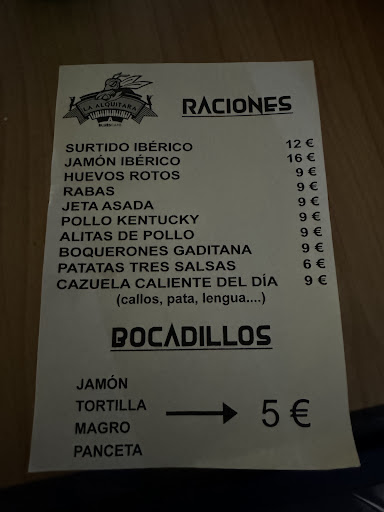 LA ALQUITARA
RACIONES
SURTIDO IBÉRICO 12 €
JAMÓN IBÉRICO 16 €
HUEVOS ROTOS 9 €
RABAS 9 €
JETA ASADA 9 €
POLLO KENTUCKY 9 €
ALITAS DE POLLO 9 €
BOQUERONES GADITANA 9 €
PATATAS TRES SALSAS 6 €
CAZUELA CALIENTE DEL DÍA 9 €
(callos, pata, lengua....)
BOCADILLOS
JAMÓN
TORTILLA
MAGRO
PANCETA
5 €